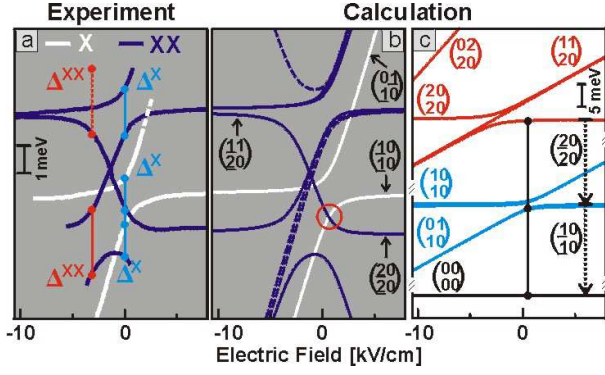 Experiment Calculation
a X XX
b
c
Δ^XX
Δ^X
Δ^X
Δ^XX
Δ^X
1 meV
(01
10)
(11
20)
(10
10)
(20
20)
(02
20)
(11
20)
(20
20)
5 meV
(20
20)
(10
10)
(01
10)
(10
10)
(00
00)
-10 0 -10 0 -10 0
Electric Field [kV/cm]